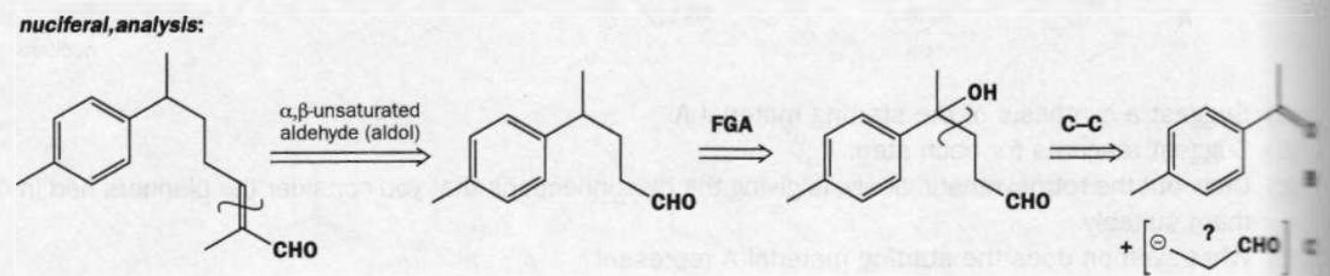 nuciferal,analysis:
α,β-unsaturated
aldehyde (aldol)
FGA
C–C
OH
CHO
CHO
CHO
+ [ ⊖ ? CHO